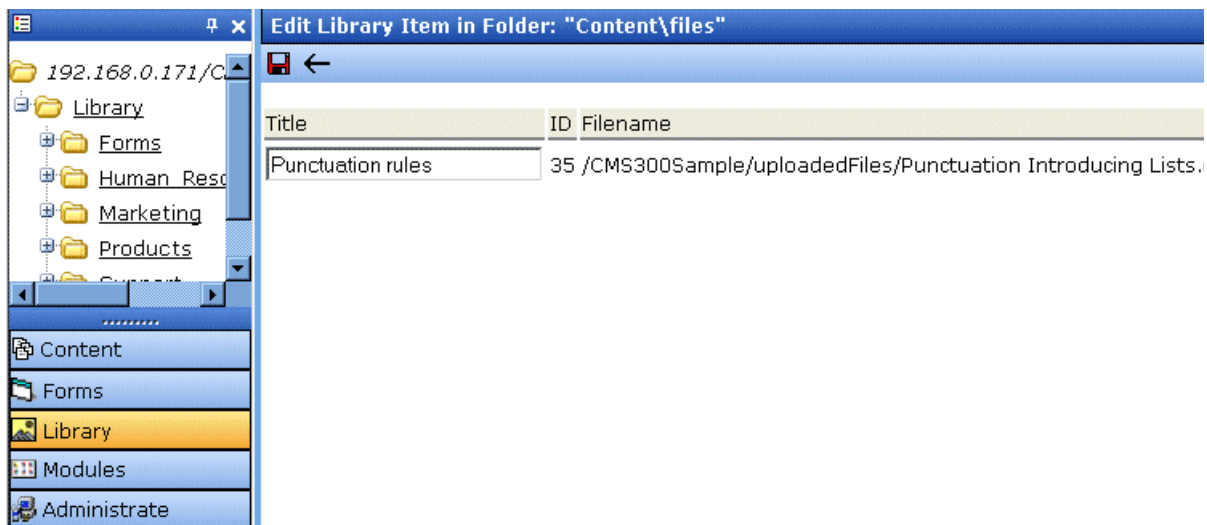 Edit Library Item in Folder: "Content\files"
192.168.0.171/C
Library
Forms
Human_Reso
Marketing
Products
Support
Title ID Filename
Punctuation rules 35 /CMS300Sample/uploadedFiles/Punctuation Introducing Lists.
Content
Forms
Library
Modules
Administrate